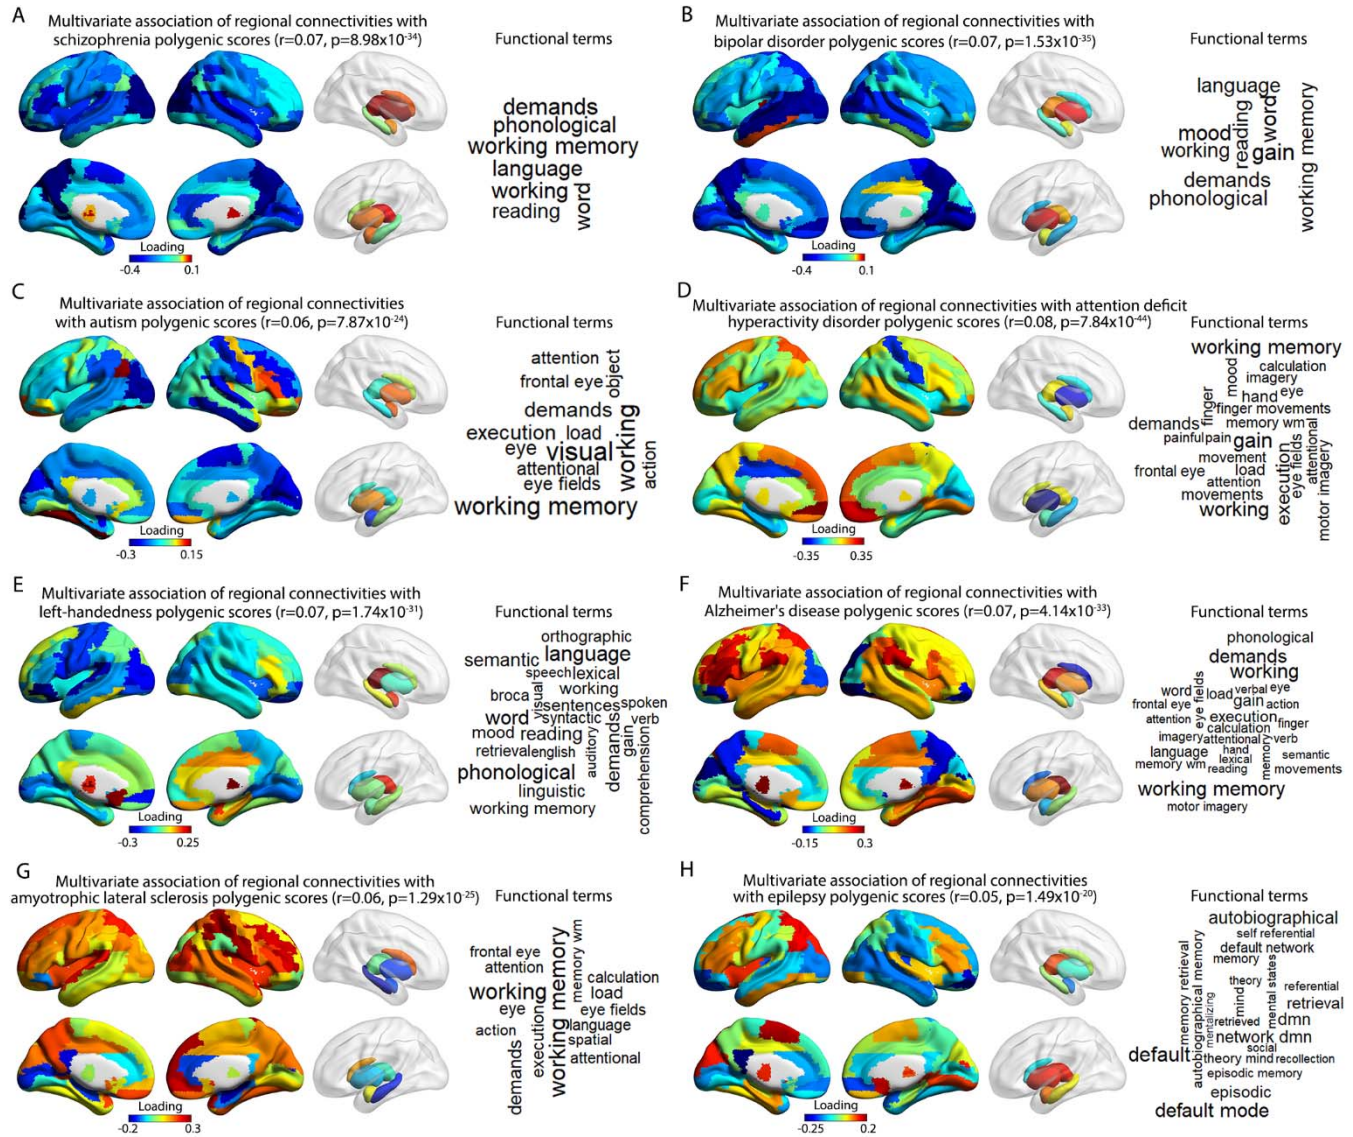 A
Multivariate association of regional connectivities with
schizophrenia polygenic scores (r=0.07, p=8.98x10⁻³⁴)
Functional terms
demands
phonological
working memory
language
working
word
reading
Loading
-0.4
0.1
B
Multivariate association of regional connectivities with
bipolar disorder polygenic scores (r=0.07, p=1.53x10⁻³⁵)
Functional terms
language
word
reading
working memory
mood
working
gain
demands
phonological
Loading
-0.4
0.1
C
Multivariate association of regional connectivities
with autism polygenic scores (r=0.06, p=7.87x10⁻²⁴)
Functional terms
attention
object
frontal eye
demands
working
execution load
eye
visual
action
attentional
eye fields
working memory
Loading
-0.3
0.15
D
Multivariate association of regional connectivities with attention deficit
hyperactivity disorder polygenic scores (r=0.08, p=7.84x10⁻⁴⁴)
Functional terms
working memory
mood
calculation
imagery
finger
hand
eye
finger movements
demands
memory wm
painful
pain
gain
attentional
movement
execution
eye fields
motor imagery
frontal eye
load
attention
movements
working
Loading
-0.35
0.35
E
Multivariate association of regional connectivities with
left-handedness polygenic scores (r=0.07, p=1.74x10⁻³¹)
Functional terms
orthographic
language
semantic
speech
lexical
visual
working
broca
sentences
spoken
word
syntactic
verb
mood
reading
auditory
demands
gain
comprehension
retrieval
english
phonological
linguistic
working memory
Loading
-0.3
0.25
F
Multivariate association of regional connectivities with
Alzheimer's disease polygenic scores (r=0.07, p=4.14x10⁻³³)
Functional terms
phonological
demands
working
word
eye fields
load
verbal
eye
frontal eye
gain
action
attention
execution
finger
calculation
imagery
attentional
verb
language
hand
memory
semantic
lexical
memory wm
reading
movements
working memory
motor imagery
Loading
-0.15
0.3
G
Multivariate association of regional connectivities with
amyotrophic lateral sclerosis polygenic scores (r=0.06, p=1.29x10⁻²⁵)
Functional terms
frontal eye
attention
working memory
memory wm
calculation
working
load
eye
eye fields
action
execution
language
spatial
demands
attentional
Loading
-0.2
0.3
H
Multivariate association of regional connectivities
with epilepsy polygenic scores (r=0.05, p=1.49x10⁻²⁰)
Functional terms
autobiographical
self referential
default network
memory
memory retrieval
autobiographical memory
theory
mental states
referential
mind
mentalizing
retrieval
retrieved
dmn
network dmn
social
default
theory mind
recollection
episodic memory
episodic
default mode
Loading
-0.25
0.2